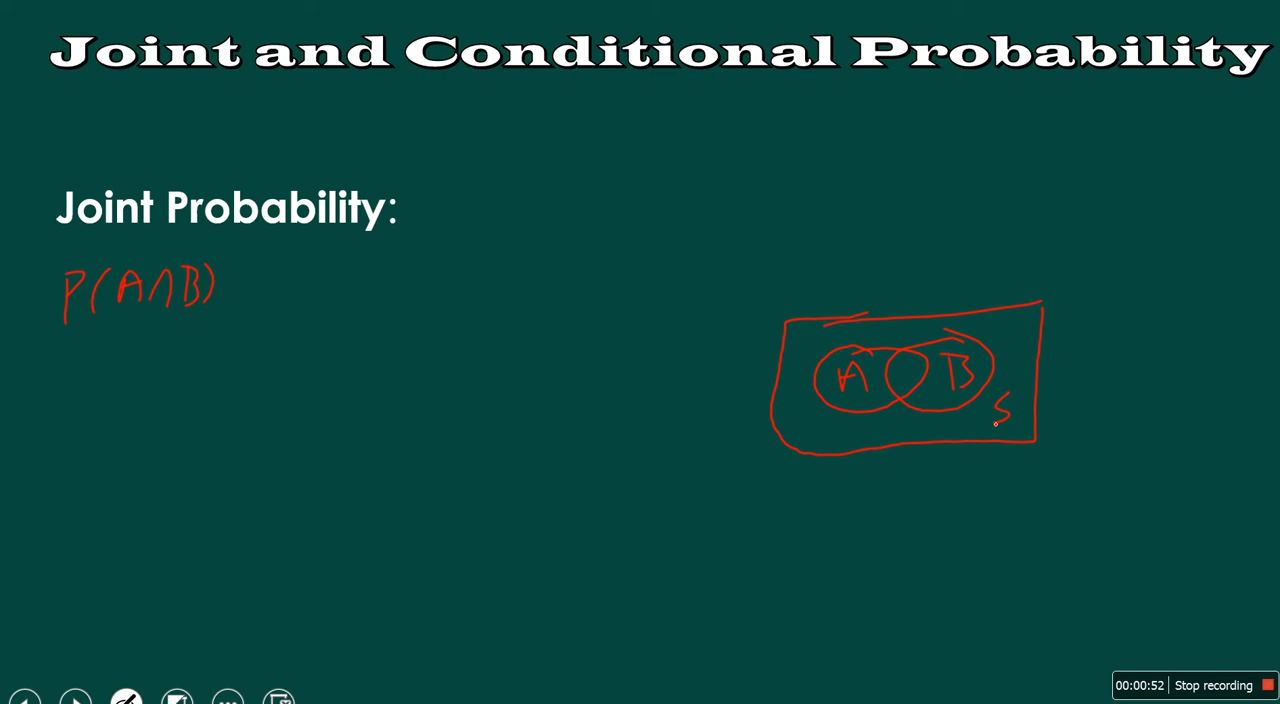 Joint and Conditional Probability
Joint Probability:
P(A∩B)
A B
S
00:00:52 Stop recording